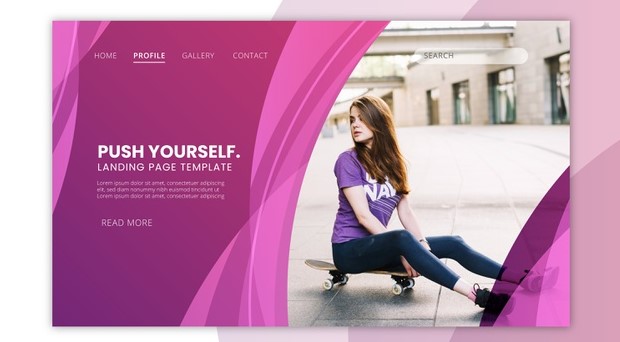 HOME PROFILE GALLERY CONTACT SEARCH
PUSH YOURSELF.
LANDING PAGE TEMPLATE
Lorem ipsum dolor sit amet, consectetuer adipiscing
elit, sed diam nonummy nibh euismod tincidunt ut
Lorem ipsum dolor sit amet, consectetuer adipiscing
READ MORE